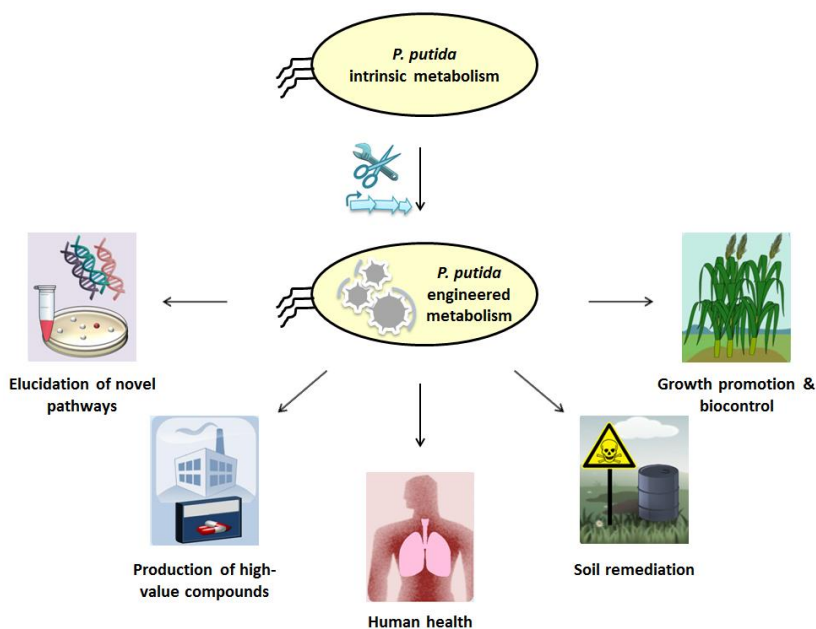 P. putida
intrinsic metabolism
P. putida
engineered
metabolism
Elucidation of novel
pathways
Growth promotion &
biocontrol
Production of high-
value compounds
Soil remediation
Human health